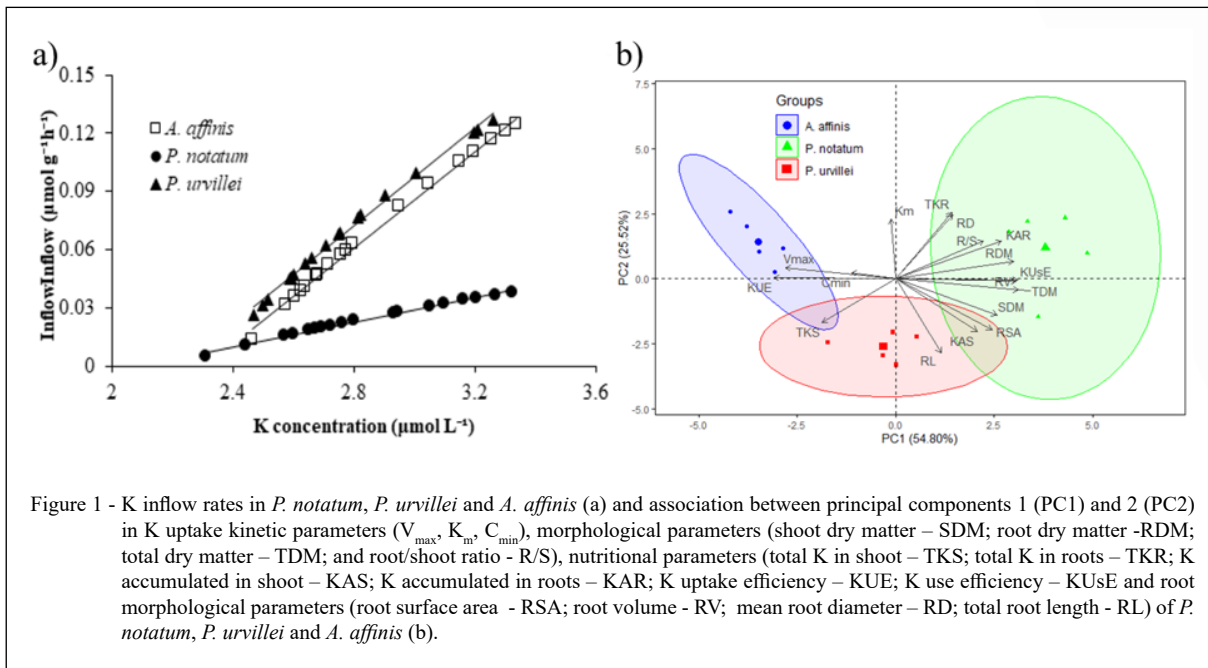 a)
0.15
0.12
0.09
0.06
0.03
0
InflowInflow (µmol g⁻¹h⁻¹)
A. affinis
P. notatum
P. urvillei
2
2.4
2.8
3.2
3.6
K concentration (µmol L⁻¹)
b)
Groups
A. affinis
P. notatum
P. urvillei
7.5
5.0
2.5
0.0
-2.5
-5.0
PC2 (25.52%)
Km
TKR
RD
R/S
KAR
RDM
Vmax
Cmin
KUE
KUsE
RV
TDM
SDM
TKS
RSA
KAS
RL
-5.0
-2.5
0.0
2.5
5.0
PC1 (54.80%)
Figure 1 - K inflow rates in P. notatum, P. urvillei and A. affinis (a) and association between principal components 1 (PC1) and 2 (PC2)
in K uptake kinetic parameters (Vmax, Km, Cmin), morphological parameters (shoot dry matter – SDM; root dry matter -RDM;
total dry matter – TDM; and root/shoot ratio - R/S), nutritional parameters (total K in shoot – TKS; total K in roots – TKR; K
accumulated in shoot – KAS; K accumulated in roots – KAR; K uptake efficiency – KUE; K use efficiency – KUsE and root
morphological parameters (root surface area - RSA; root volume - RV; mean root diameter – RD; total root length - RL) of P.
notatum, P. urvillei and A. affinis (b).